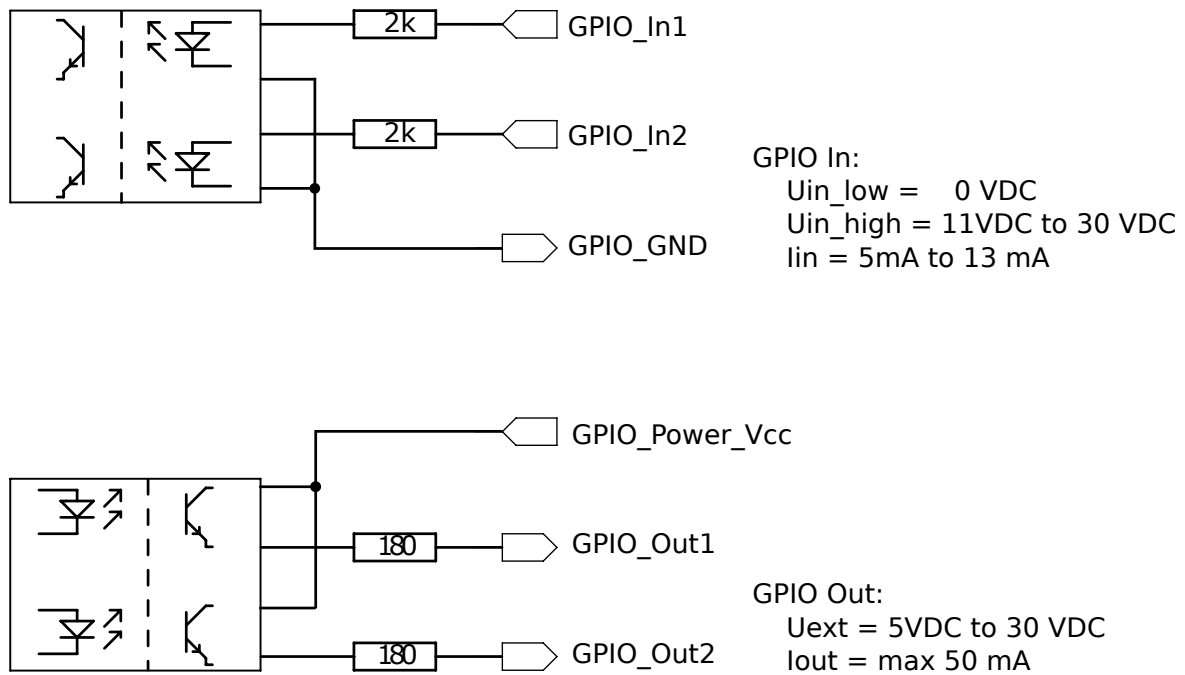 2k
GPIO_In1
2k
GPIO_In2
GPIO_GND
GPIO In:
Uin_low =   0 VDC
Uin_high = 11VDC to 30 VDC
Iin = 5mA to 13 mA
GPIO_Power_Vcc
180
GPIO_Out1
180
GPIO_Out2
GPIO Out:
Uext = 5VDC to 30 VDC
Iout = max 50 mA